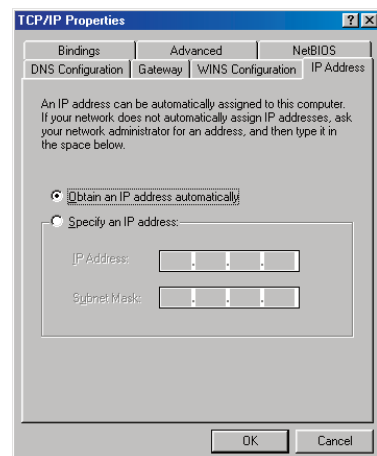 TCP/IP Properties
Bindings Advanced NetBIOS
DNS Configuration Gateway WINS Configuration IP Address
An IP address can be automatically assigned to this computer.
If your network does not automatically assign IP addresses, ask
your network administrator for an address, and then type it in
the space below.
Obtain an IP address automatically
Specify an IP address:
IP Address:
Subnet Mask:
OK Cancel